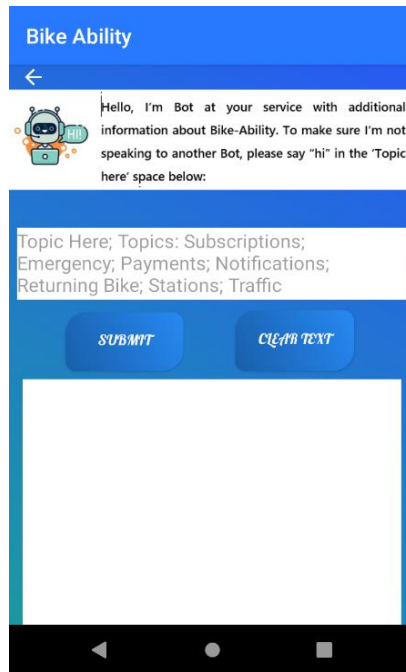 Bike Ability
Hello, I'm Bot at your service with additional
HI!
information about Bike-Ability. To make sure I'm not
speaking to another Bot, please say "hi" in the 'Topic
here' space below:
Topic Here; Topics: Subscriptions;
Emergency; Payments; Notifications;
Returning Bike; Stations; Traffic
SUBMIT
CLEAR TEXT